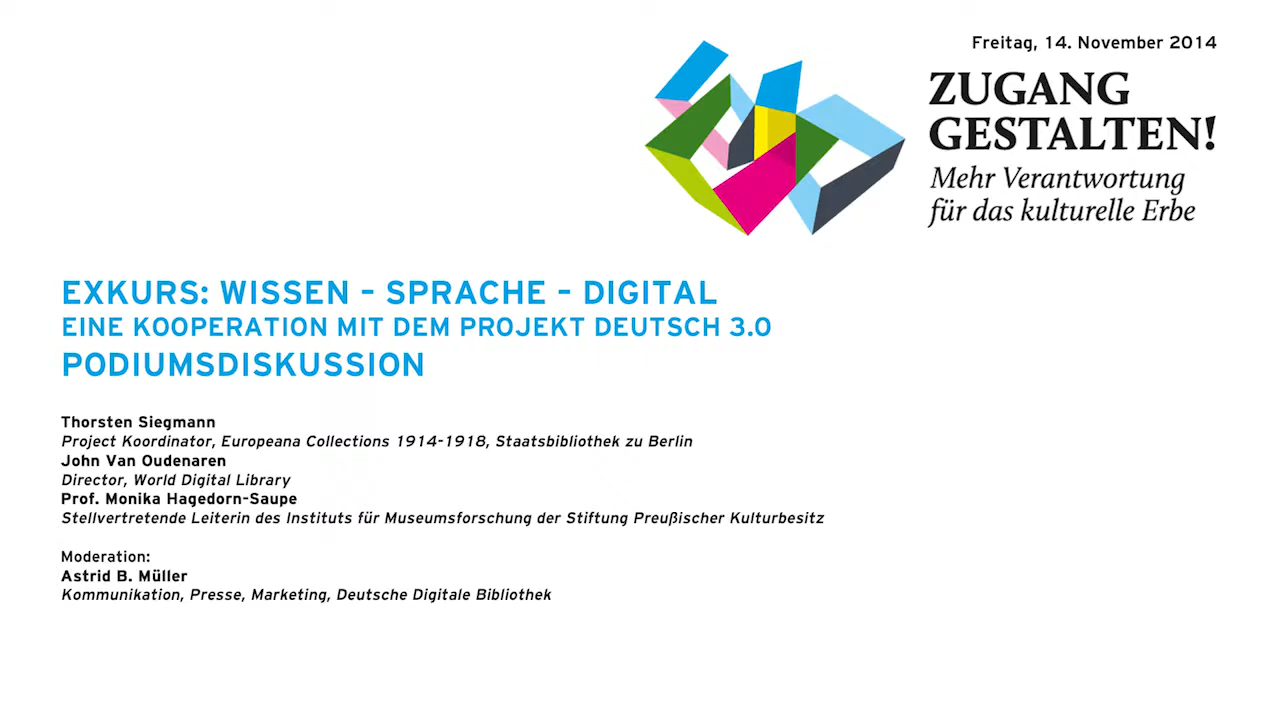 Freitag, 14. November 2014
ZUGANG
GESTALTEN!
Mehr Verantwortung
für das kulturelle Erbe
EXKURS: WISSEN – SPRACHE – DIGITAL
EINE KOOPERATION MIT DEM PROJEKT DEUTSCH 3.0
PODIUMSDISKUSSION
Thorsten Siegmann
Project Koordinator, Europeana Collections 1914-1918, Staatsbibliothek zu Berlin
John Van Oudenaren
Director, World Digital Library
Prof. Monika Hagedorn-Saupe
Stellvertretende Leiterin des Instituts für Museumsforschung der Stiftung Preußischer Kulturbesitz
Moderation:
Astrid B. Müller
Kommunikation, Presse, Marketing, Deutsche Digitale Bibliothek